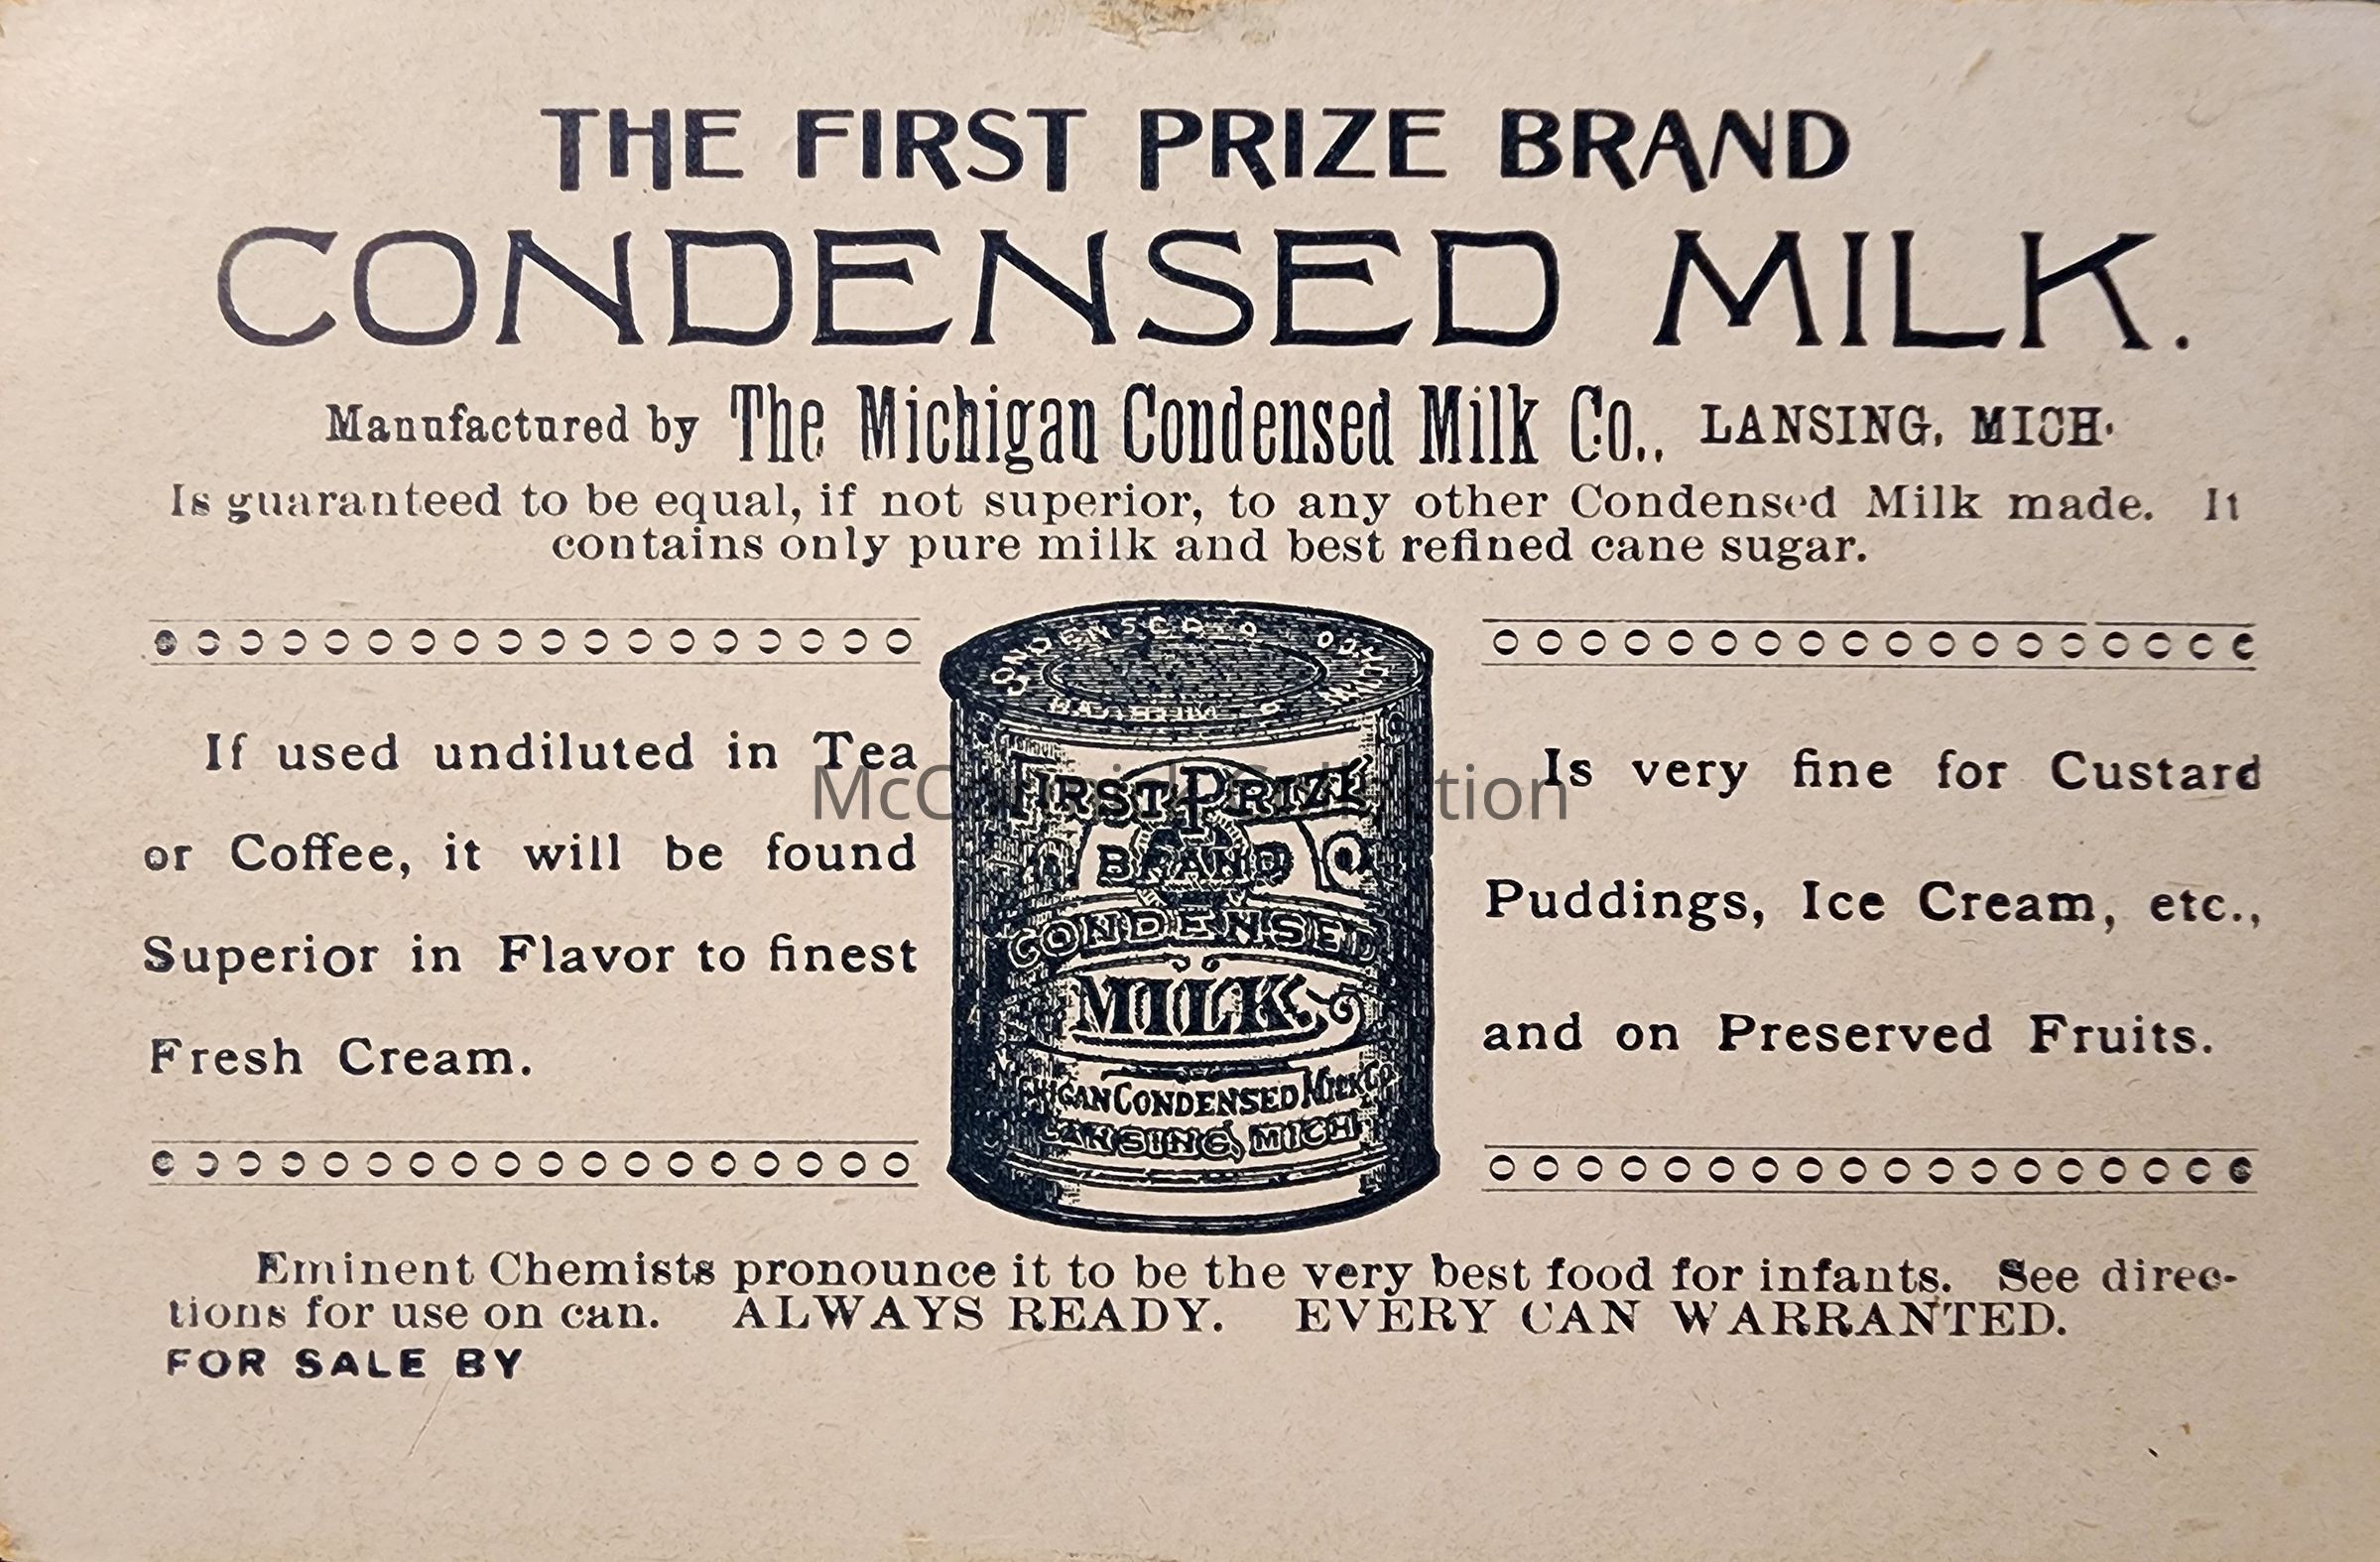 THE FIRST PRIZE BRAND
CONDENSED MILK.
Manufactured by The Michigan Condensed Milk Co., LANSING, MICH.
Is guaranteed to be equal, if not superior, to any other Condensed Milk made. It
contains only pure milk and best refined cane sugar.
If used undiluted in Tea
or Coffee, it will be found
Superior in Flavor to finest
Fresh Cream.
CONDENSED
FIRST PRIZE
BRAND
CONDENSED
MILK.
MICHIGAN CONDENSED MILK CO.
LANSING, MICH.
Is very fine for Custard
Puddings, Ice Cream, etc.,
and on Preserved Fruits.
McCormick Collection
Eminent Chemists pronounce it to be the very best food for infants. See direc-
tions for use on can. ALWAYS READY. EVERY CAN WARRANTED.
FOR SALE BY